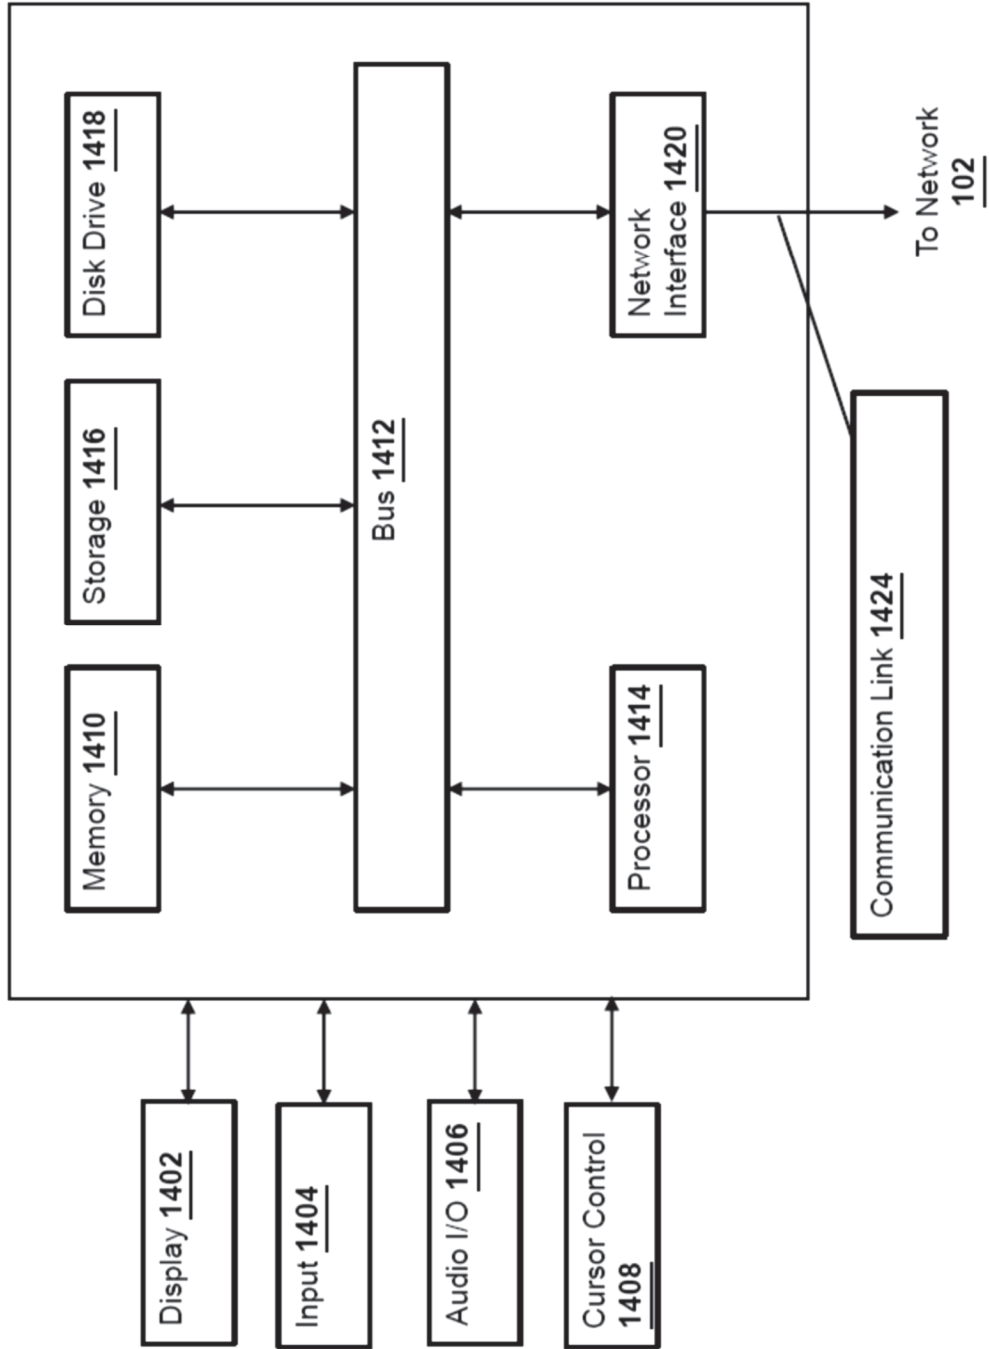 Display 1402
Input 1404
Audio I/O 1406
Cursor Control
1408
Memory 1410
Storage 1416
Disk Drive 1418
Bus 1412
Processor 1414
Network
Interface 1420
Communication Link 1424
To Network
102